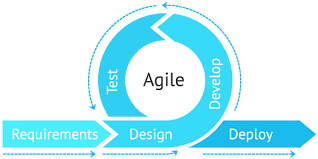 Agile
Test
Develop
Requirements
Design
Deploy